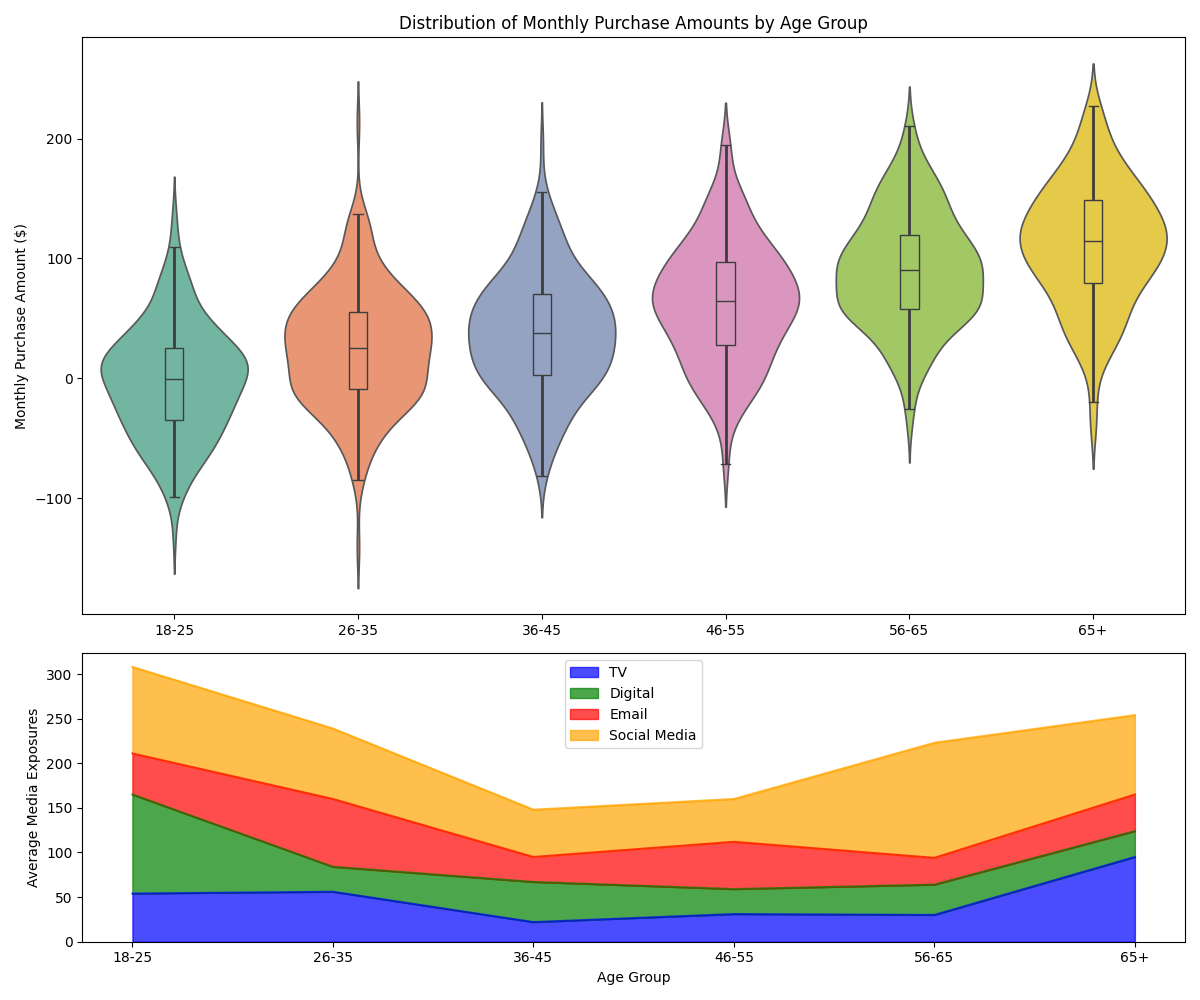 Distribution of Monthly Purchase Amounts by Age Group
Monthly Purchase Amount ($)
200
100
0
−100
18-25 26-35 36-45 46-55 56-65 65+
Average Media Exposures
300
250
200
150
100
50
0
TV
Digital
Email
Social Media
18-25 26-35 36-45 46-55 56-65 65+
Age Group